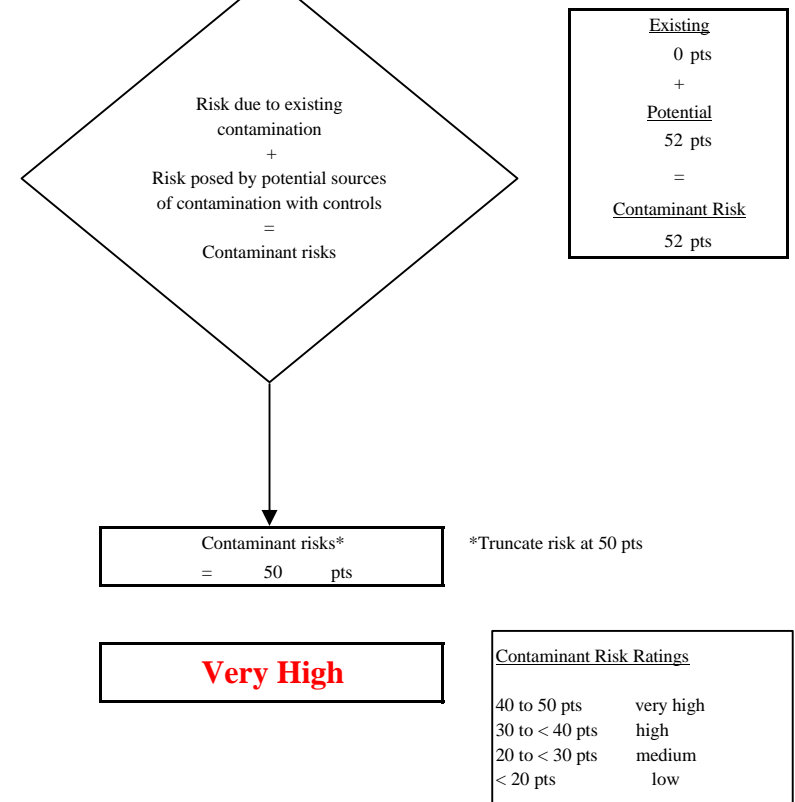 Risk due to existing
contamination
+
Risk posed by potential sources
of contamination with controls
=
Contaminant risks
Existing
0 pts
+
Potential
52 pts
=
Contaminant Risk
52 pts
Contaminant risks*
= 50 pts
*Truncate risk at 50 pts
Very High
Contaminant Risk Ratings
40 to 50 pts very high
30 to < 40 pts high
20 to < 30 pts medium
< 20 pts low